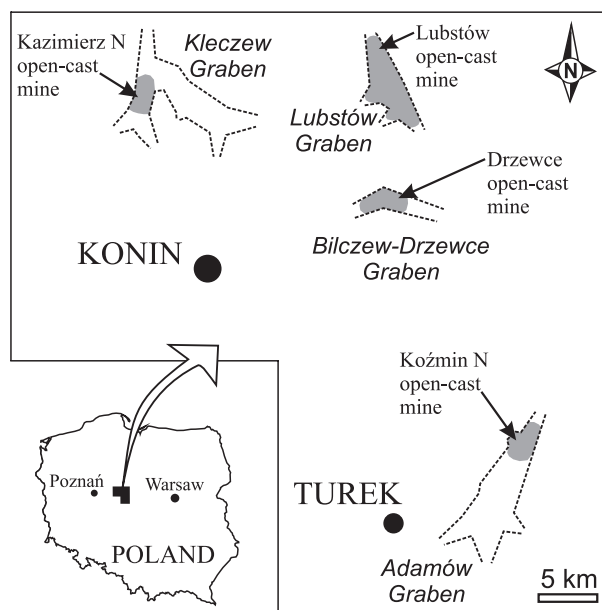 Kazimierz N
open-cast
mine
Kleczew
Graben
Lubstów
open-cast
mine
N
Lubstów
Graben
Drzewce
open-cast
mine
KONIN
Bilczew-Drzewce
Graben
Koźmin N
open-cast
mine
Poznań
Warsaw
POLAND
TUREK
Adamów
Graben
5 km